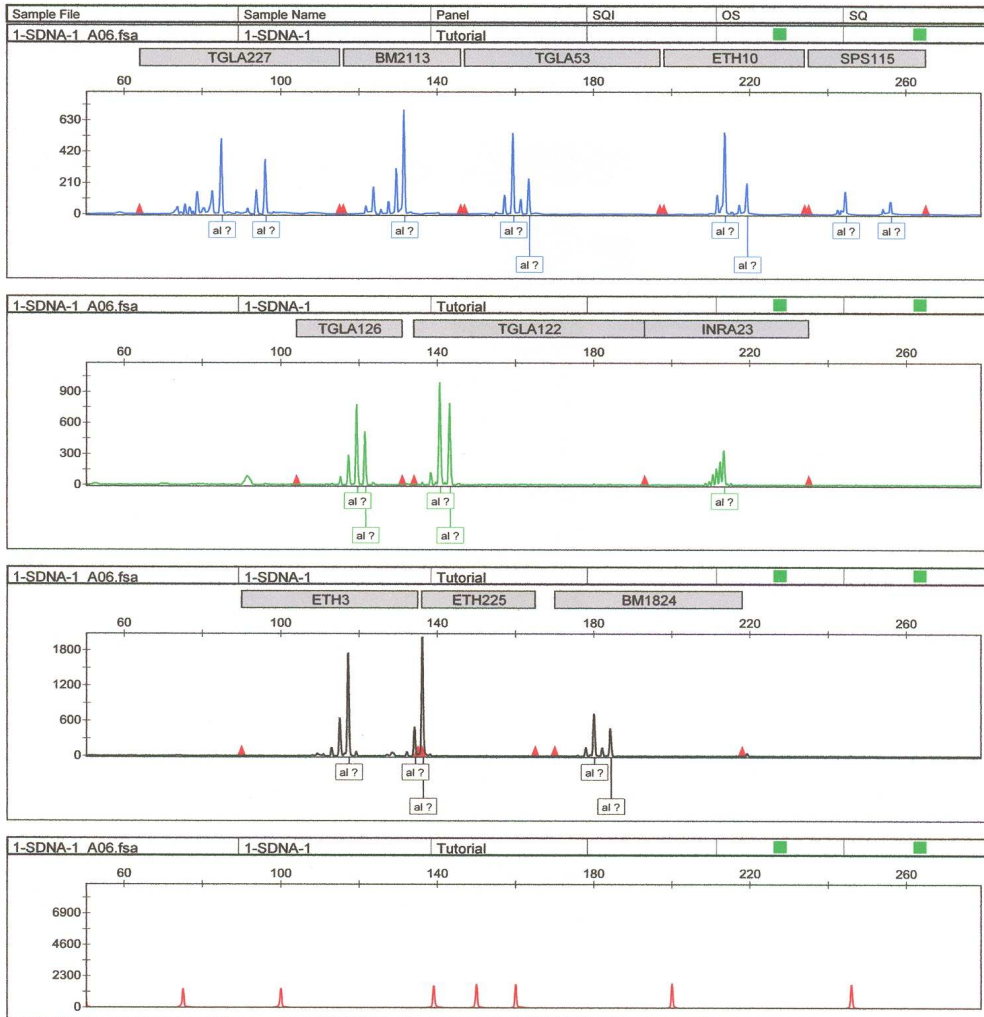 Sample File Sample Name Panel SQI OS SQ
1-SDNA-1_A06.fsa 1-SDNA-1 Tutorial
TGLA227 BM2113 TGLA53 ETH10 SPS115
60 100 140 180 220 260
630
420
210
0
al ? al ? al ? al ? al ? al ? al ?
al ? al ?
1-SDNA-1_A06.fsa 1-SDNA-1 Tutorial
TGLA126 TGLA122 INRA23
60 100 140 180 220 260
900
600
300
0
al ? al ? al ?
al ? al ?
1-SDNA-1_A06.fsa 1-SDNA-1 Tutorial
ETH3 ETH225 BM1824
60 100 140 180 220 260
1800
1200
600
0
al ? al ? al ?
al ? al ?
1-SDNA-1_A06.fsa 1-SDNA-1 Tutorial
60 100 140 180 220 260
6900
4600
2300
0